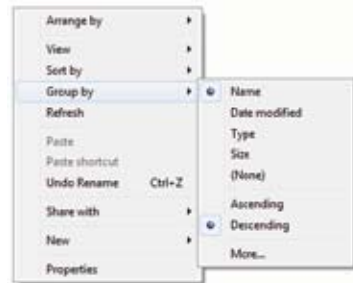 Arrange by
View
Sort by
Group by
Refresh
Paste
Paste shortcut
Undo Rename Ctrl+Z
Share with
New
Properties
Name
Date modified
Type
Size
(None)
Ascending
Descending
More...